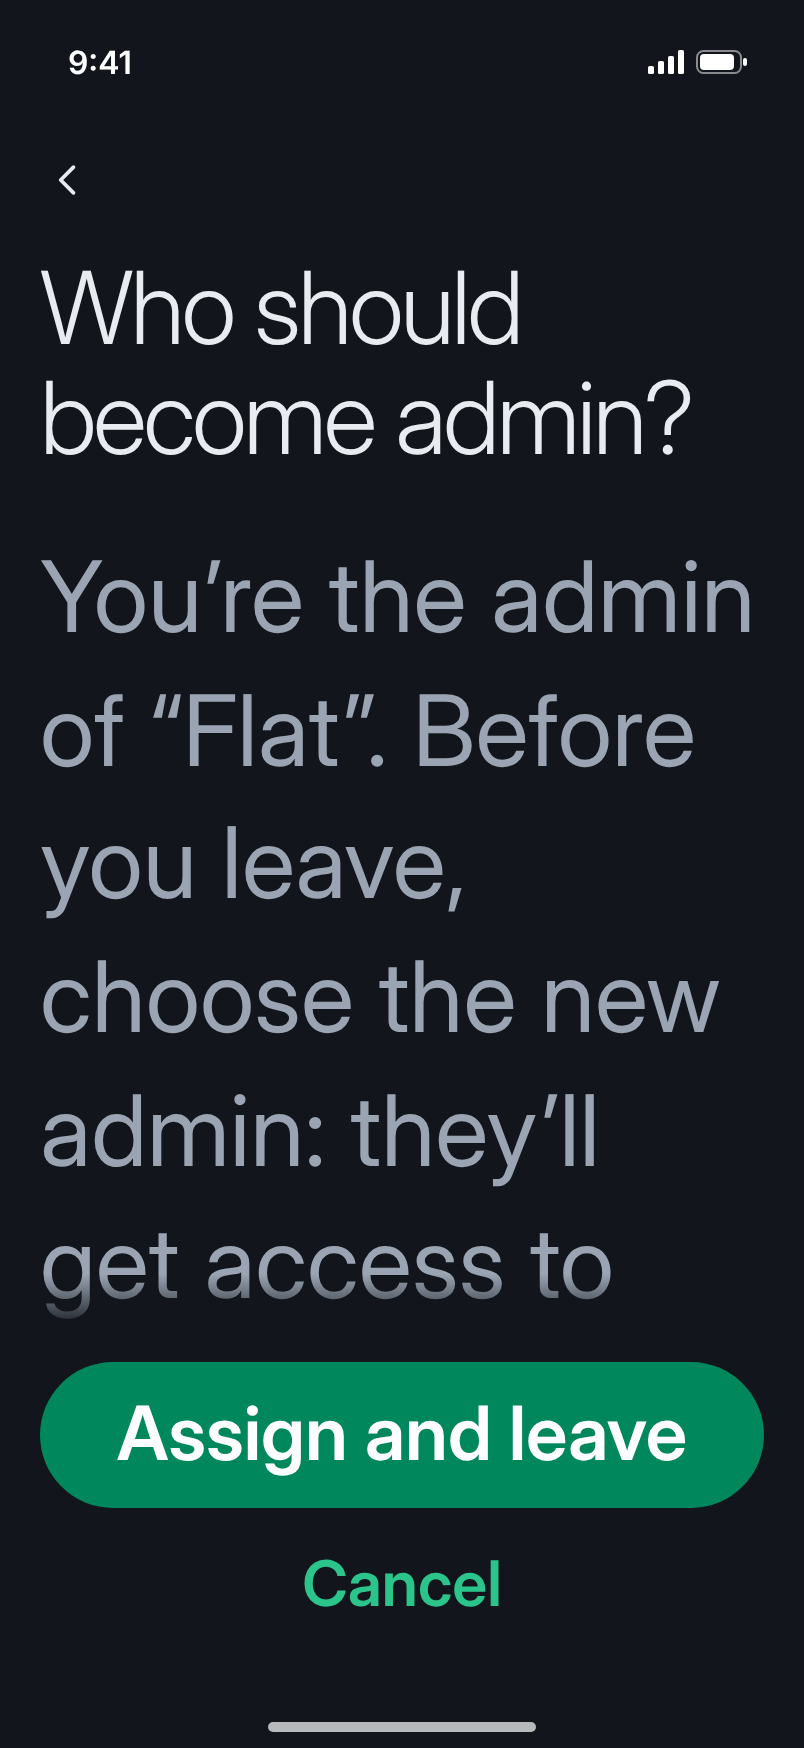 9:41
Who should
become admin?
You’re the admin
of “Flat”. Before
you leave,
choose the new
admin: they’ll
get access to
Assign and leave
Cancel